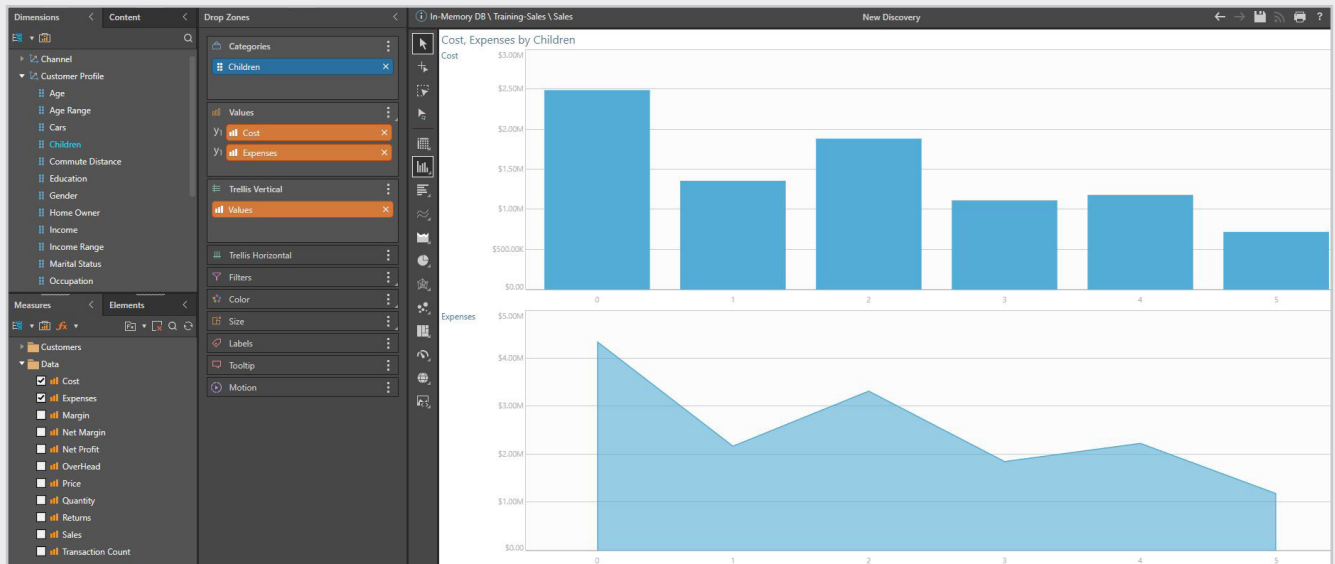 Dimensions
Content
Channel
Customer Profile
Age
Age Range
Cars
Children
Commute Distance
Education
Gender
Home Owner
Income
Income Range
Marital Status
Occupation
Measures
Elements
fx
Customers
Data
Cost
Expenses
Margin
Net Margin
Net Profit
OverHead
Price
Quantity
Returns
Sales
Transaction Count
Drop Zones
Categories
Children
Values
y1 Cost
y1 Expenses
Trellis Vertical
Values
Trellis Horizontal
Filters
Color
Size
Labels
Tooltip
Motion
In-Memory DB \ Training-Sales \ Sales
New Discovery
?
Cost, Expenses by Children
Cost
$3.00M
$2.50M
$2.00M
$1.50M
$1.00M
$500.00K
$0.00
0 1 2 3 4 5
Expenses
$5.00M
$4.00M
$3.00M
$2.00M
$1.00M
$0.00
0 1 2 3 4 5